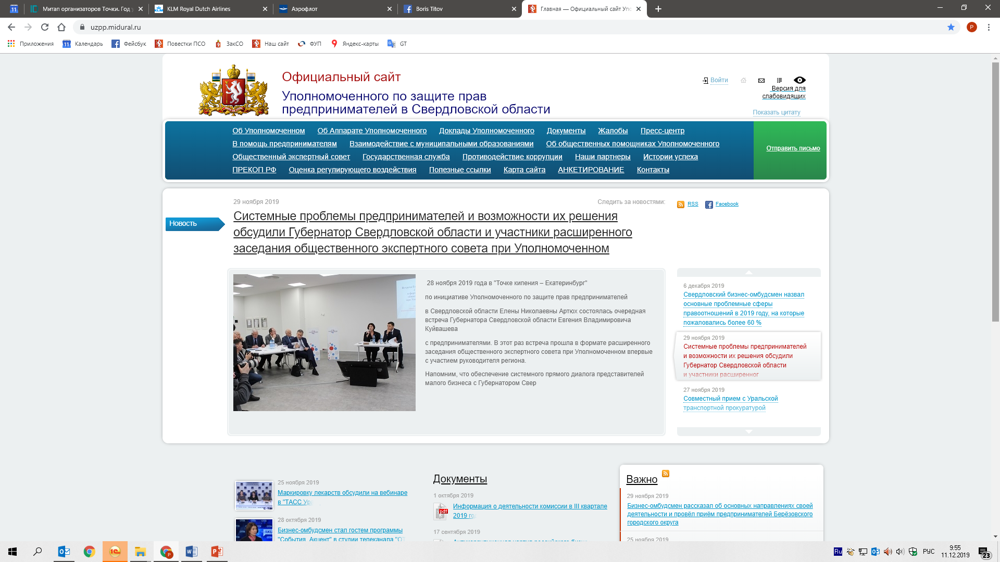 11
Митап организаторов Точки. Год
KLM Royal Dutch Airlines
Аэрофлот
Boris Titov
Главная — Официальный сайт Упо
uzpp.midural.ru
P
Приложения
Календарь
Фейсбук
Повестки ПСО
ЗакСО
Наш сайт
ФУП
Яндекс-карты
GT
Официальный сайт
Уполномоченного по защите прав
предпринимателей в Свердловской области
Войти
Версия для
слабовидящих
Показать цитату
Об Уполномоченном Об Аппарате Уполномоченного Доклады Уполномоченного Документы Жалобы Пресс-центр
В помощь предпринимателям Взаимодействие с муниципальными образованиями Об общественных помощниках Уполномоченного
Общественный экспертный совет Государственная служба Противодействие коррупции Наши партнеры Истории успеха
ПРЕКОП РФ Оценка регулирующего воздействия Полезные ссылки Карта сайта АНКЕТИРОВАНИЕ Контакты
Отправить письмо
29 ноября 2019
Следить за новостями:
RSS
Facebook
Новость
Системные проблемы предпринимателей и возможности их решения
обсудили Губернатор Свердловской области и участники расширенного
заседания общественного экспертного совета при Уполномоченном
28 ноября 2019 года в "Точке кипения – Екатеринбург"
по инициативе Уполномоченного по защите прав предпринимателей
в Свердловской области Елены Николаевны Артюх состоялась очередная
встреча Губернатора Свердловской области Евгения Владимировича
Куйвашева
с предпринимателями. В этот раз встреча прошла в формате расширенного
заседания общественного экспертного совета при Уполномоченном впервые
с участием руководителя региона.
Напомним, что обеспечение системного прямого диалога представителей
малого бизнеса с Губернатором Свер
6 декабря 2019
Свердловский бизнес-омбудсмен назвал
основные проблемные сферы
правоотношений в 2019 году, на которые
пожаловались более 60 %
29 ноября 2019
Системные проблемы предпринимателей
и возможности их решения обсудили
Губернатор Свердловской области
и участники расширенног
27 ноября 2019
Совместный прием с Уральской
транспортной прокуратурой
25 ноября 2019
Маркировку лекарств обсудили на вебинаре
в "ТАСС Ура
28 октября 2019
Бизнес-омбудсмен стал гостем программы
"События. Акцент" в студии телеканала "ОТ
Документы
1 октября 2019
Информация о деятельности комиссии в III квартале
2019 год
17 сентября 2019
Важно
29 ноября 2019
Бизнес-омбудсмен рассказал об основных направлениях своей
деятельности и провёл приём предпринимателей Берёзовского
городского округа
25 ноября 2019
Ru
РУС
9:55
11.12.2019
23